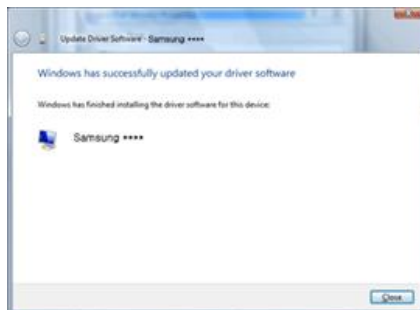 Update Driver Software - Samsung ****
Windows has successfully updated your driver software
Windows has finished installing the driver software for this device:
Samsung ****
Close